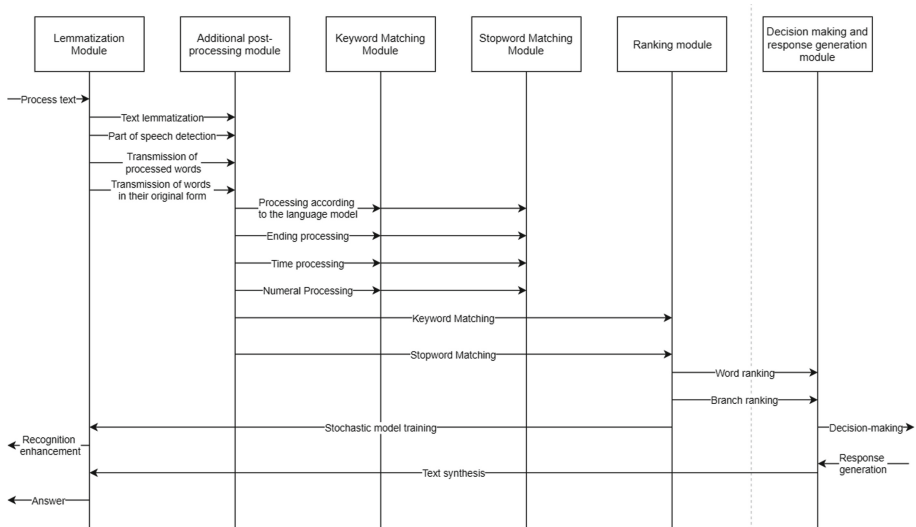 Lemmatization
Module
Additional post-
processing module
Keyword Matching
Module
Stopword Matching
Module
Ranking module
Decision making and
response generation
module
Process text
Text lemmatization
Part of speech detection
Transmission of
processed words
Transmission of words
in their original form
Processing according
to the language model
Ending processing
Time processing
Numeral Processing
Keyword Matching
Stopword Matching
Word ranking
Branch ranking
Stochastic model training
Decision-making
Recognition
enhancement
Response
generation
Text synthesis
Answer